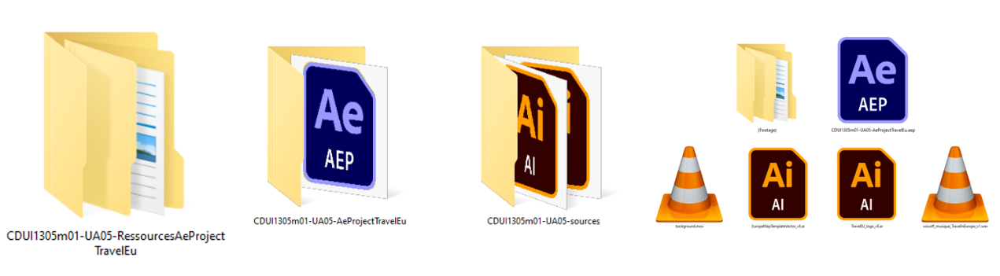 Ae
AEP
Ai
AI
Ai
Ae
AEP
(Footage)
CDUI1305m01-UA05-AeProjectTravelEu.aep
CDUI1305m01-UA05-RessourcesAeProject
TravelEu
CDUI1305m01-UA05-AeProjectTravelEu
CDUI1305m01-UA05-sources
Ai
AI
Ai
AI
background.mov
EuropeMapTemplateVector_v6.ai
TravelEU_logo_v6.ai
voixoff_musique_TravelInEurope_v1.wav